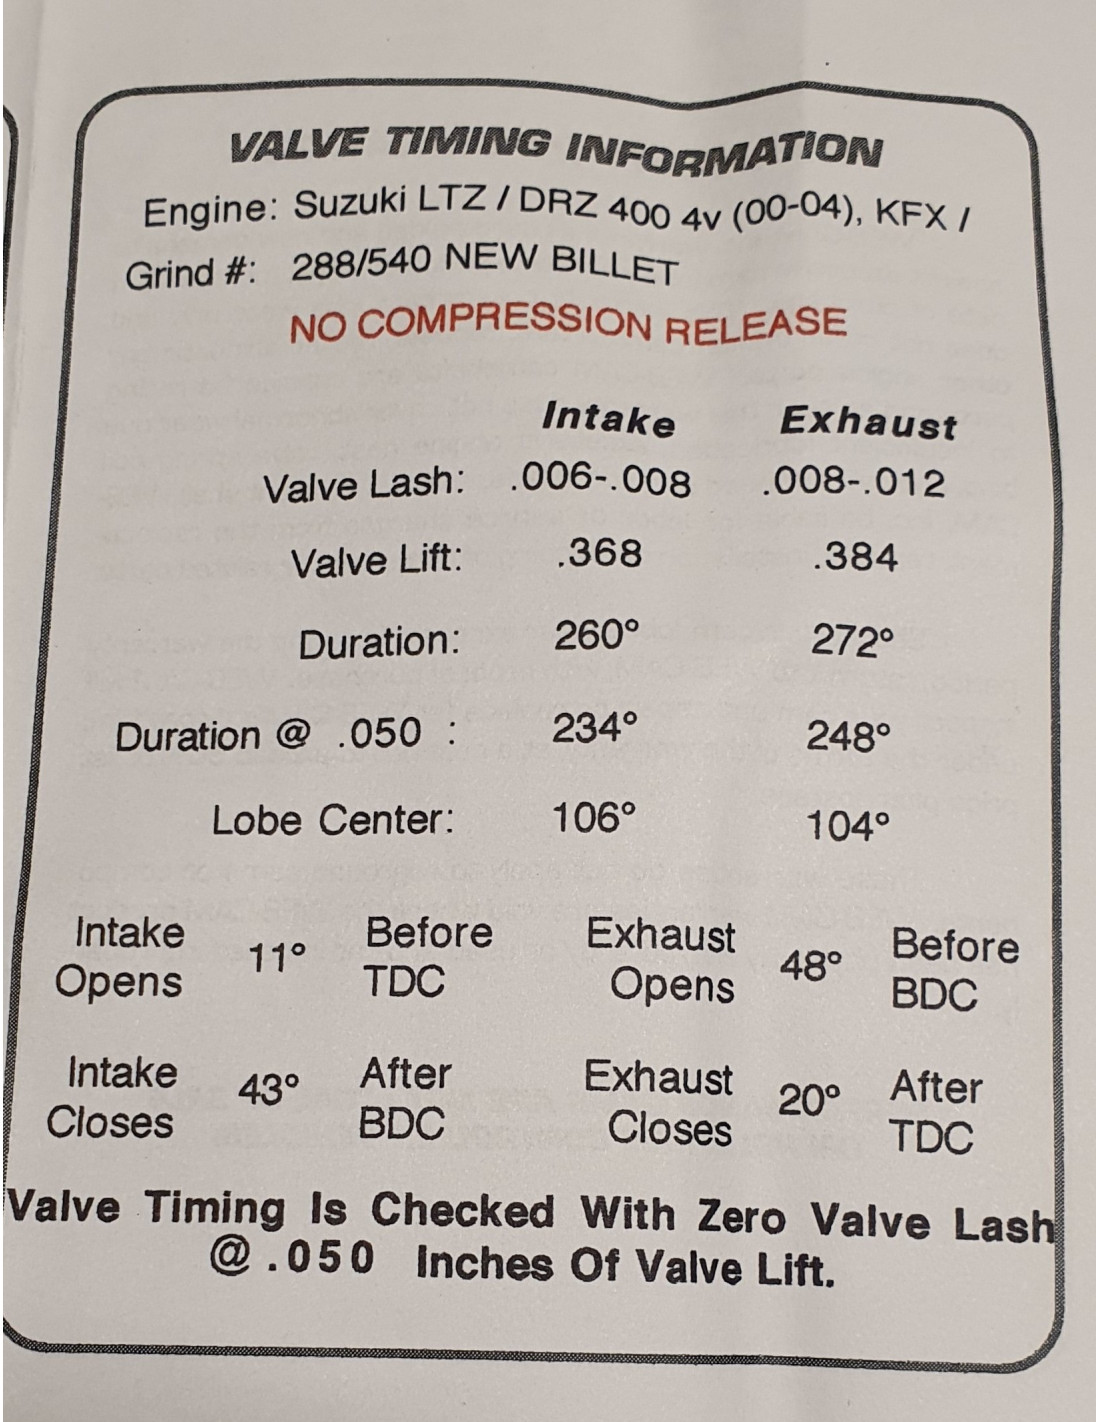 VALVE TIMING INFORMATION
Engine: Suzuki LTZ / DRZ 400 4v (00-04), KFX /
Grind #: 288/540 NEW BILLET
NO COMPRESSION RELEASE
Intake Exhaust
Valve Lash: .006-.008 .008-.012
Valve Lift: .368 .384
Duration: 260° 272°
Duration @ .050 : 234° 248°
Lobe Center: 106° 104°
Intake Opens 11° Before TDC Exhaust Opens 48° Before BDC
Intake Closes 43° After BDC Exhaust Closes 20° After TDC
Valve Timing Is Checked With Zero Valve Lash
@ .050 Inches Of Valve Lift.